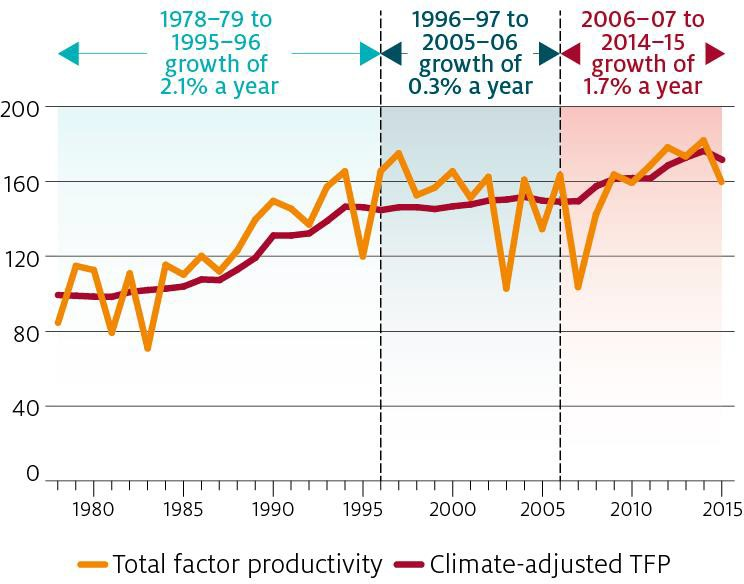 1978–79 to
1995–96
growth of
2.1% a year
1996–97 to
2005–06
growth of
0.3% a year
2006–07 to
2014–15
growth of
1.7% a year
200
160
120
80
40
0
1980 1985 1990 1995 2000 2005 2010 2015
Total factor productivity Climate-adjusted TFP